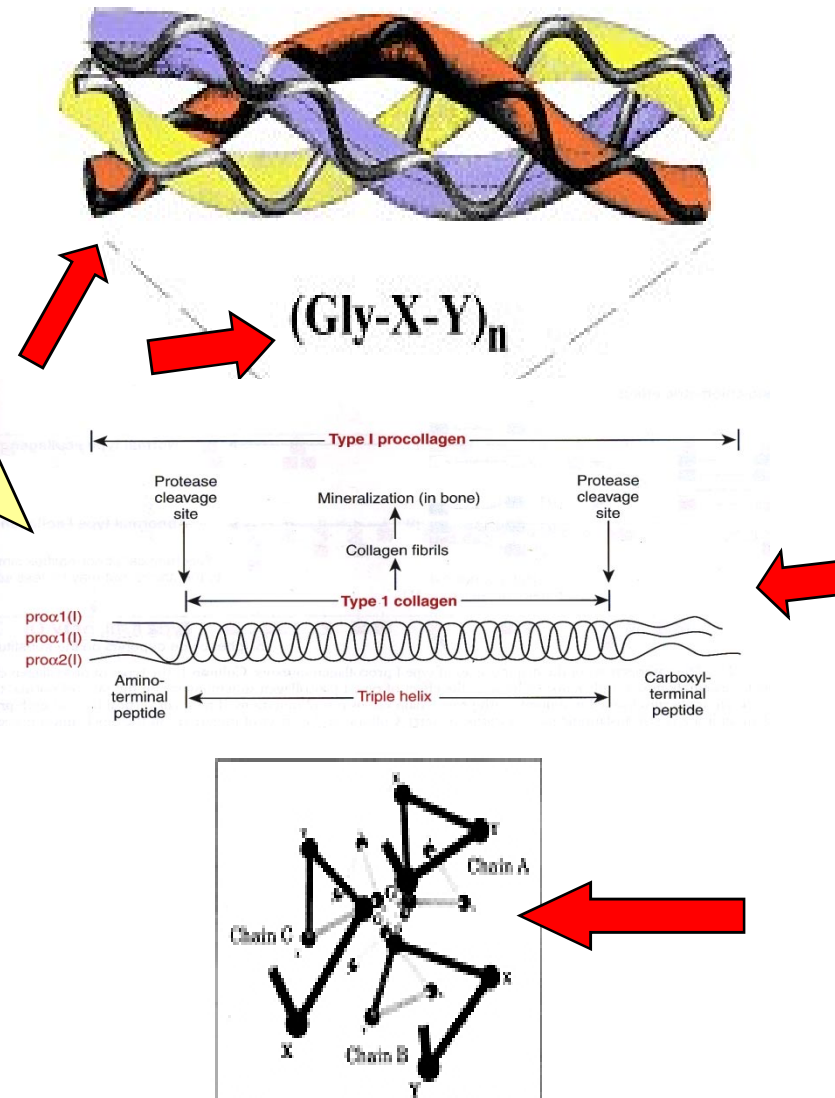 (Gly-X-Y)n
Type I procollagen
Protease
cleavage
site
Mineralization (in bone)
Protease
cleavage
site
Collagen fibrils
Type 1 collagen
proα1(I)
proα1(I)
proα2(I)
Amino-
terminal
peptide
Triple helix
Carboxyl-
terminal
peptide
Chain A
Chain C
X
X
Chain B
Y